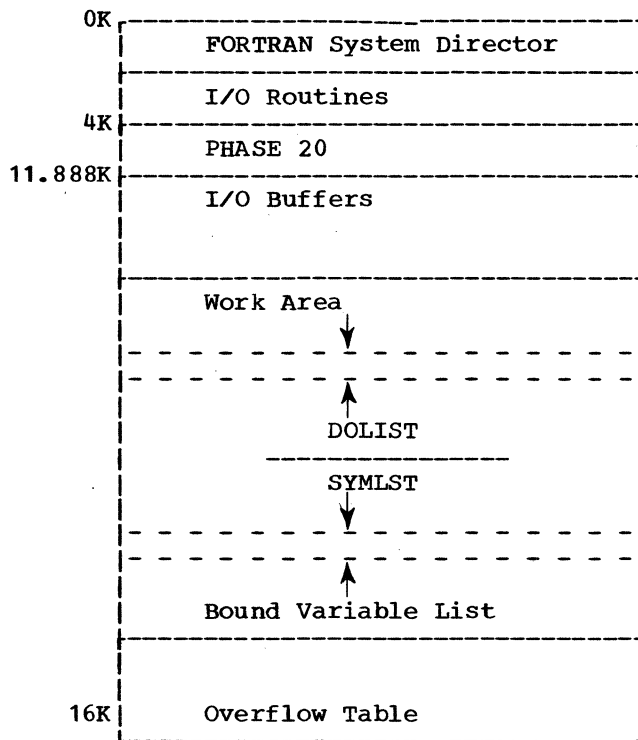 0K
FORTRAN System Director
I/O Routines
4K
PHASE 20
11.888K
I/O Buffers
Work Area
DOLIST
SYMLST
Bound Variable List
16K Overflow Table